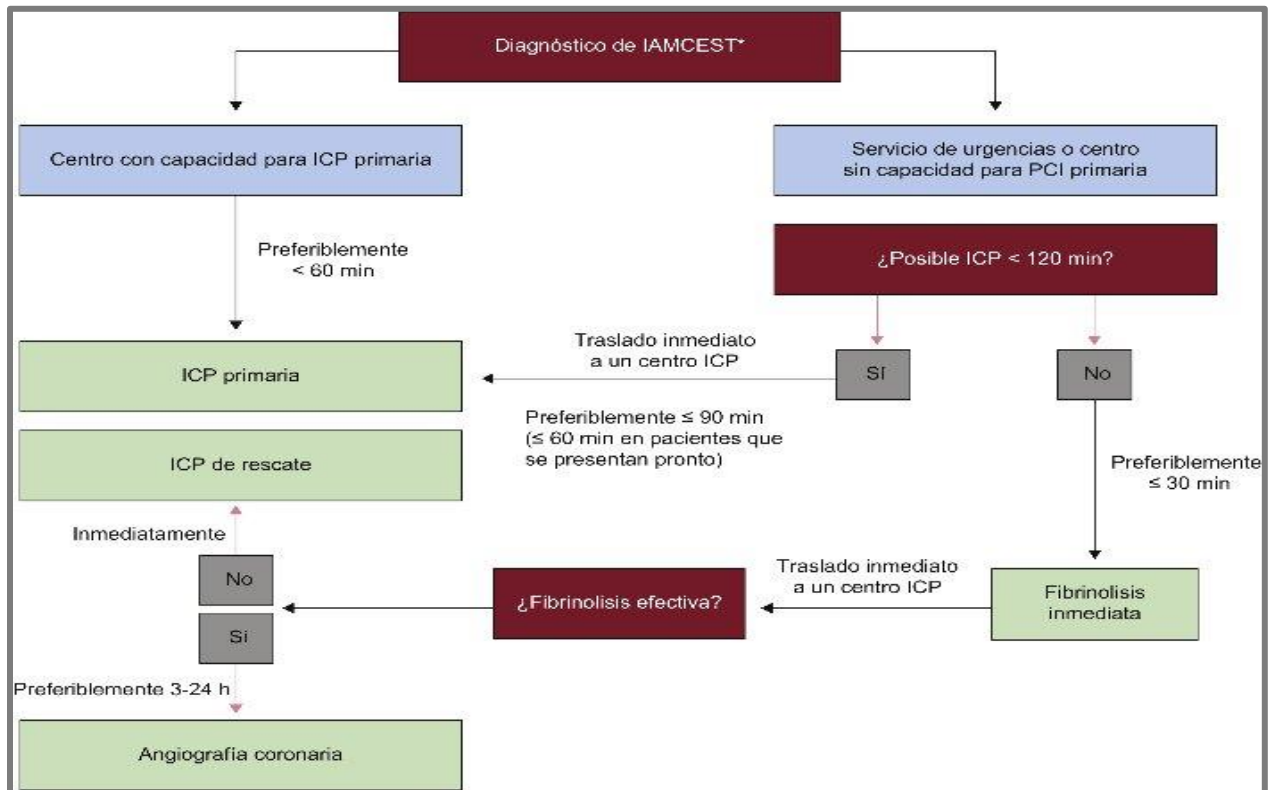 Diagnóstico de IAMCEST*
Centro con capacidad para ICP primaria
Servicio de urgencias o centro
sin capacidad para PCI primaria
Preferiblemente
< 60 min
¿Posible ICP < 120 min?
Traslado inmediato
a un centro ICP
Sí
No
ICP primaria
Preferiblemente ≤ 90 min
(≤ 60 min en pacientes que
se presentan pronto)
ICP de rescate
Preferiblemente
≤ 30 min
Inmediatamente
No
Sí
¿Fibrinolisis efectiva?
Traslado inmediato
a un centro ICP
Fibrinolisis
inmediata
Preferiblemente 3-24 h
Angiografía coronaria